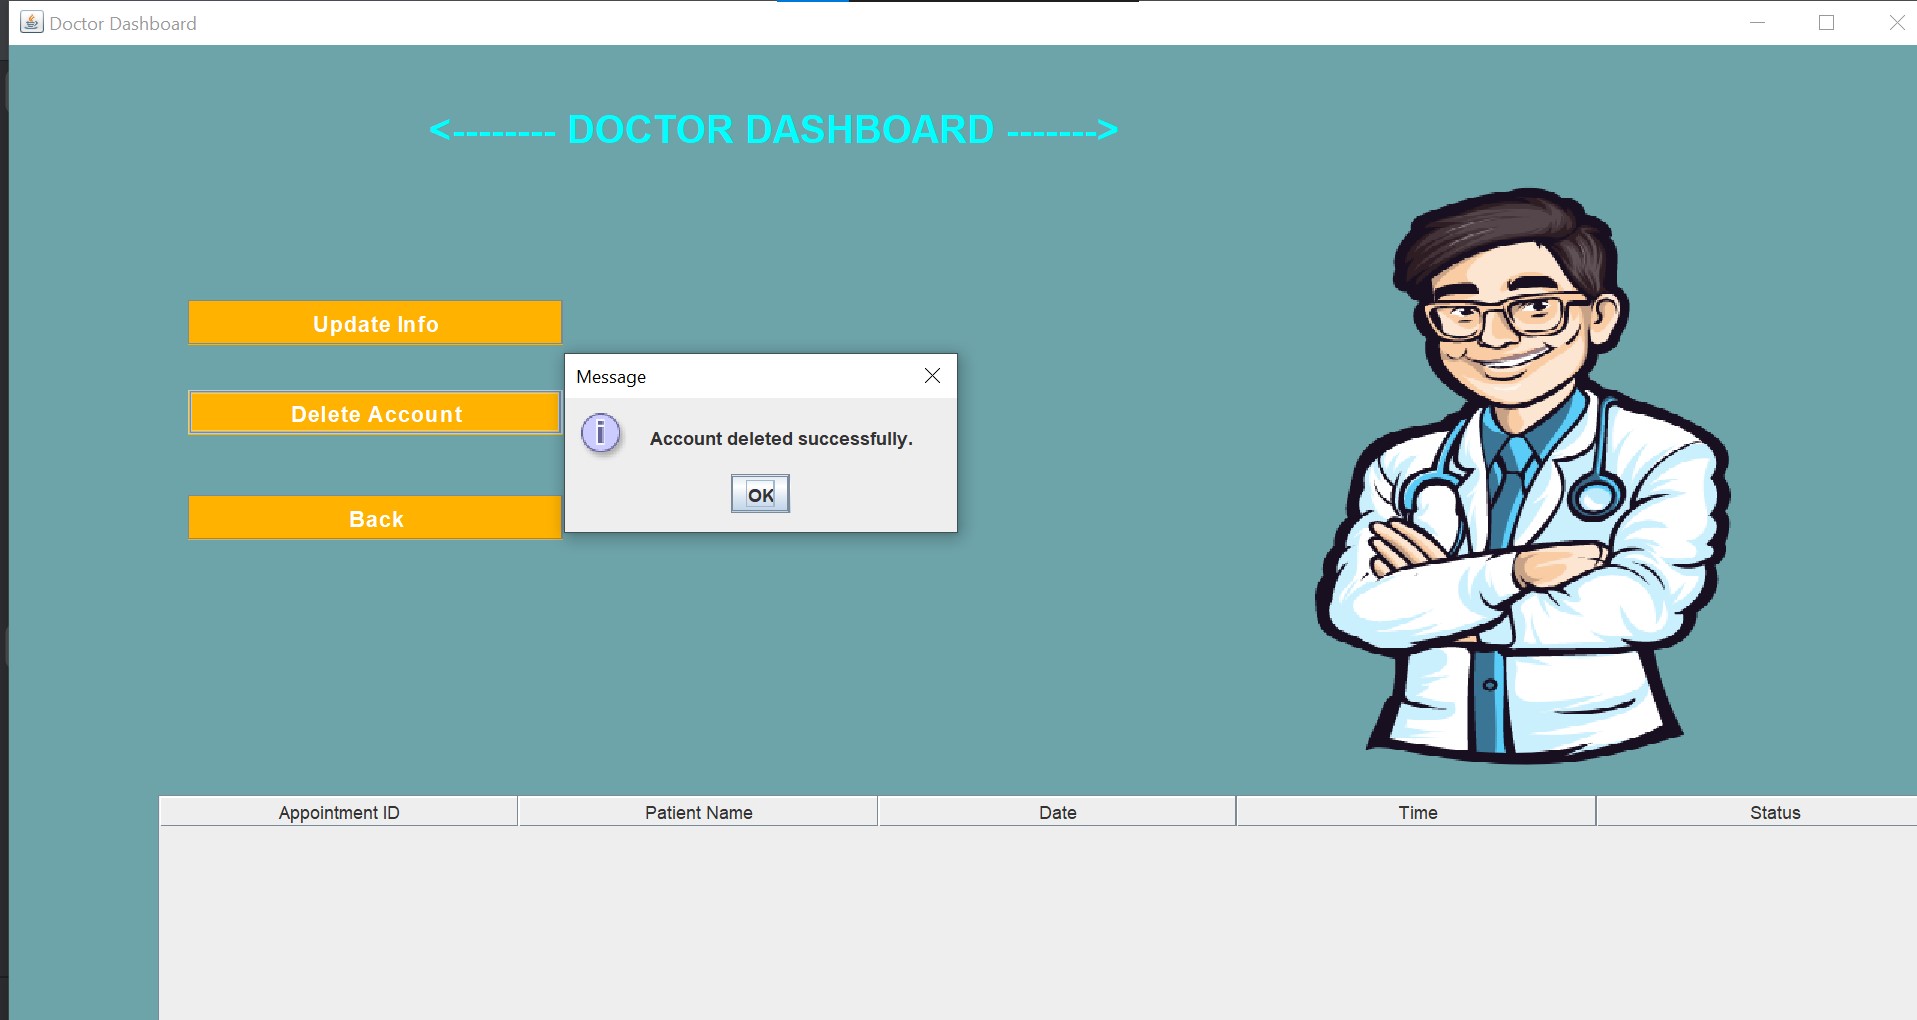 Doctor Dashboard
<-------- DOCTOR DASHBOARD ------->
Update Info
Delete Account
Back
Message
i
Account deleted successfully.
OK
Appointment ID Patient Name Date Time Status